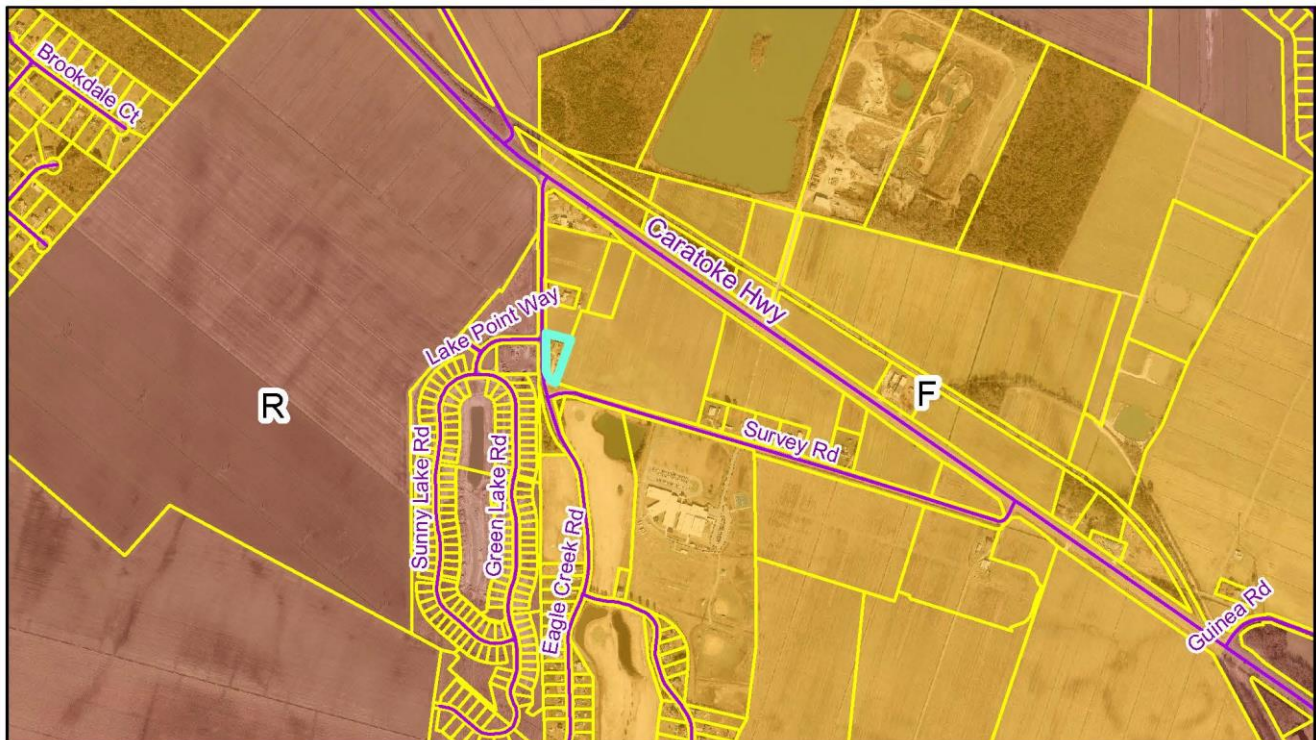 Brookdale Ct
Caratoke Hwy
Lake Point Way
R
F
Survey Rd
Sunny Lake Rd
Green Lake Rd
Eagle Creek Rd
Guinea Rd